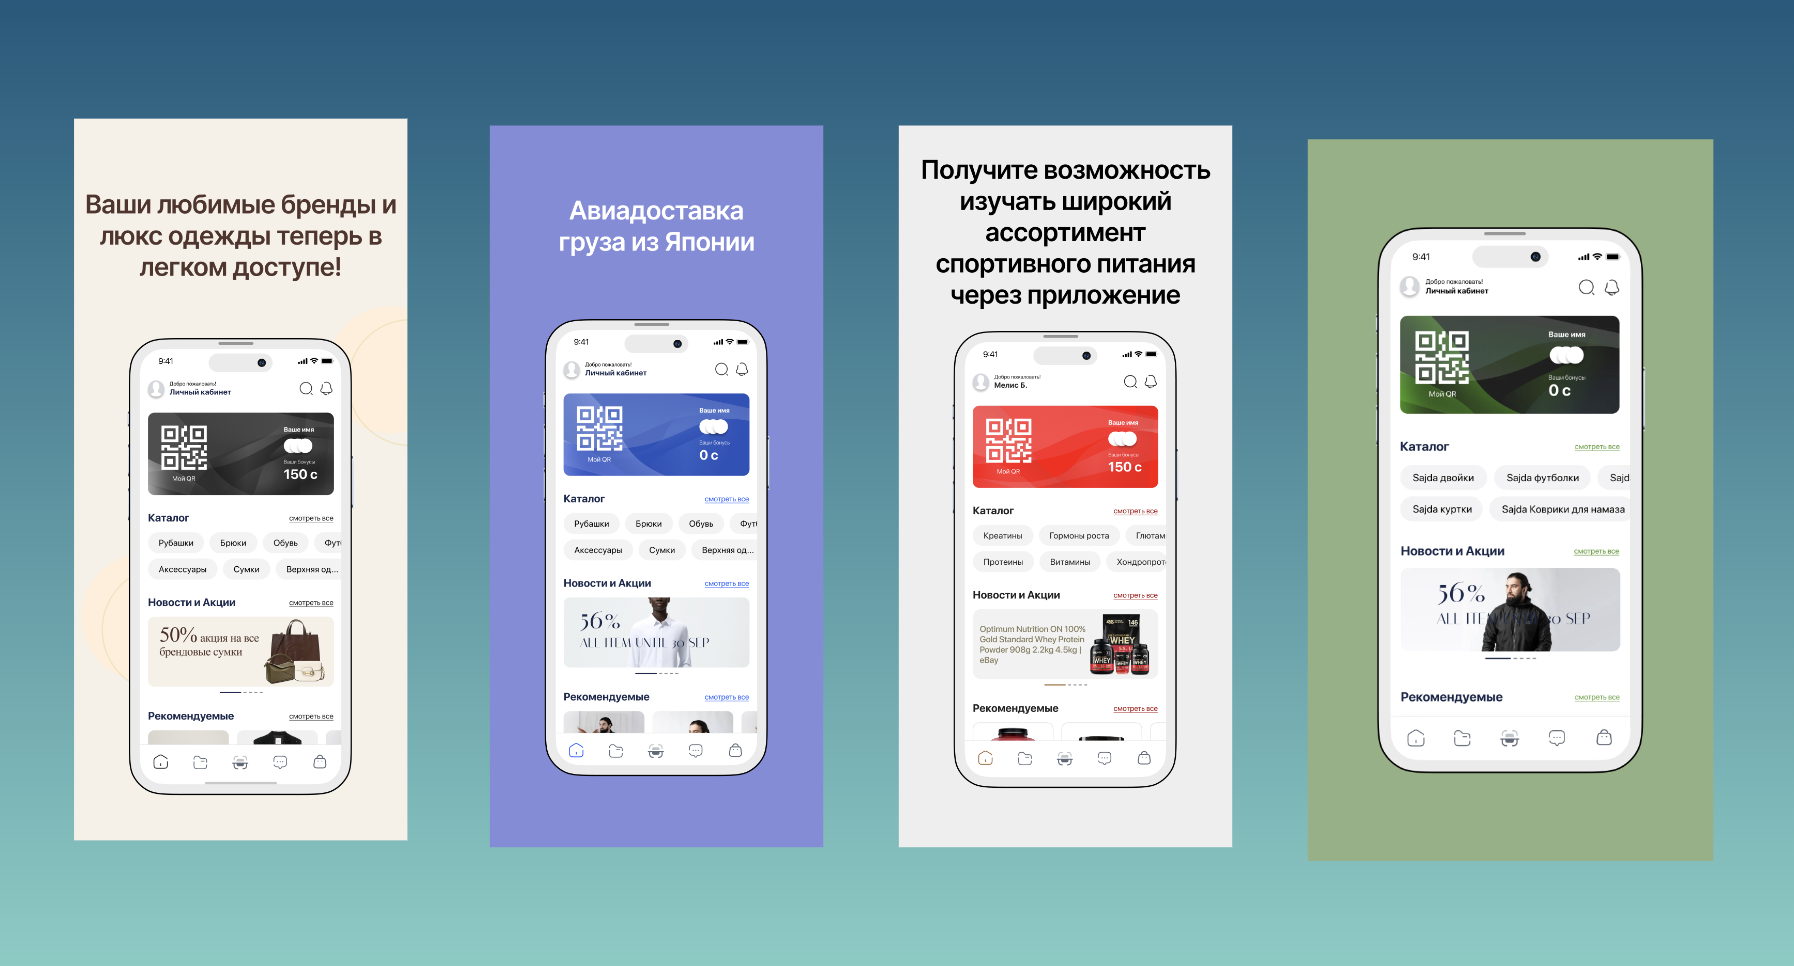 Ваши любимые бренды и
люкс одежды теперь в
легком доступе!
9:41
Добро пожаловать!
Личный кабинет
Ваше имя
Ваши бонусы
150 с
Мой QR
Каталог
смотреть все
Рубашки
Брюки
Обувь
Фут
Аксессуары
Сумки
Верхняя од...
Новости и Акции
смотреть все
50% акция на все
брендовые сумки
Рекомендуемые
смотреть все
Авиадоставка
груза из Японии
9:41
Добро пожаловать!
Личный кабинет
Ваше имя
Ваши бонусы
0 с
Мой QR
Каталог
смотреть все
Рубашки
Брюки
Обувь
Фут
Аксессуары
Сумки
Верхняя од...
Новости и Акции
смотреть все
56%
ALL ITEM UNTIL 30 SEP
Рекомендуемые
смотреть все
Получите возможность
изучать широкий
ассортимент
спортивного питания
через приложение
9:41
Добро пожаловать!
Мелис Б.
Ваше имя
Ваши бонусы
150 с
Мой QR
Каталог
смотреть все
Креатины
Гормоны роста
Глютам
Протеины
Витамины
Хондропрот
Новости и Акции
смотреть все
Optimum Nutrition ON 100%
Gold Standard Whey Protein
Powder 908g 2.2kg 4.5kg |
eBay
WHEY
WHEY
WHEY
Рекомендуемые
смотреть все
9:41
Добро пожаловать!
Личный кабинет
Ваше имя
Ваши бонусы
0 с
Мой QR
Каталог
смотреть все
Sajda двойки
Sajda футболки
Sajd
Sajda куртки
Sajda Коврики для намаза
Новости и Акции
смотреть все
56%
ALL ITEM UNTIL 30 SEP
Рекомендуемые
смотреть все